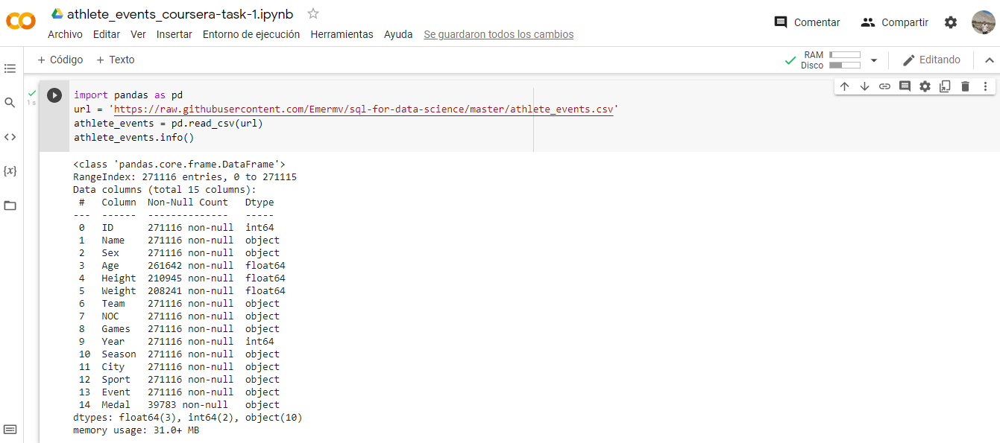 athlete_events_coursera-task-1.ipynb
Archivo Editar Ver Insertar Entorno de ejecución Herramientas Ayuda Se guardaron todos los cambios
Comentar Compartir
+ Código + Texto
RAM
Disco
Editando
1 s
import pandas as pd
url = 'https://raw.githubusercontent.com/Emermv/sql-for-data-science/master/athlete_events.csv'
athlete_events = pd.read_csv(url)
athlete_events.info()
<class 'pandas.core.frame.DataFrame'>
RangeIndex: 271116 entries, 0 to 271115
Data columns (total 15 columns):
 #   Column  Non-Null Count   Dtype
---  ------  --------------   -----
 0   ID      271116 non-null  int64
 1   Name    271116 non-null  object
 2   Sex     271116 non-null  object
 3   Age     261642 non-null  float64
 4   Height  210945 non-null  float64
 5   Weight  208241 non-null  float64
 6   Team    271116 non-null  object
 7   NOC     271116 non-null  object
 8   Games   271116 non-null  object
 9   Year    271116 non-null  int64
 10  Season  271116 non-null  object
 11  City    271116 non-null  object
 12  Sport   271116 non-null  object
 13  Event   271116 non-null  object
 14  Medal   39783 non-null   object
dtypes: float64(3), int64(2), object(10)
memory usage: 31.0+ MB